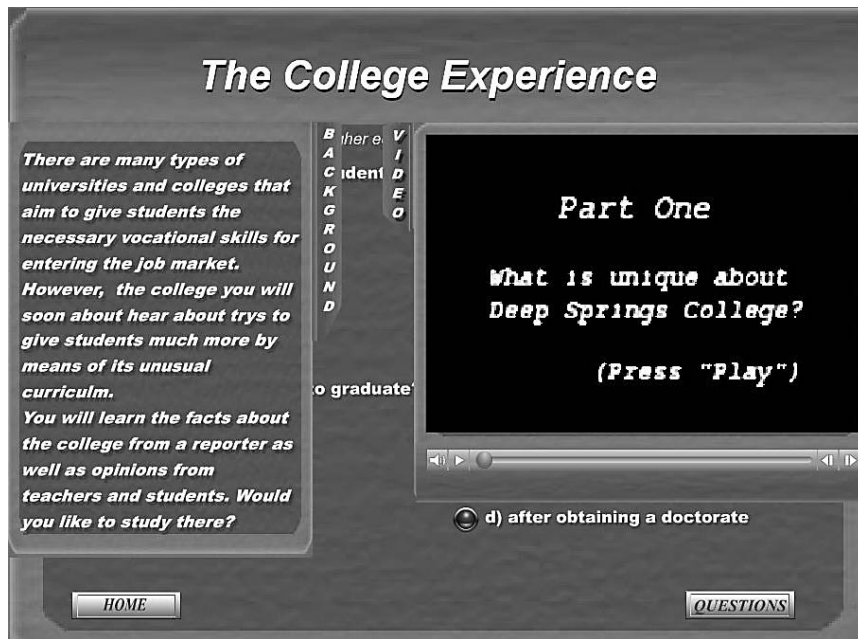 The College Experience
There are many types of
universities and colleges that
aim to give students the
necessary vocational skills for
entering the job market.
However, the college you will
soon about hear about trys to
give students much more by
means of its unusual
curriculm.
You will learn the facts about
the college from a reporter as
well as opinions from
teachers and students. Would
you like to study there?
BACKGROUND
VIDEO
to graduate?
Part One
What is unique about
Deep Springs College?
(Press "Play")
d) after obtaining a doctorate
HOME
QUESTIONS